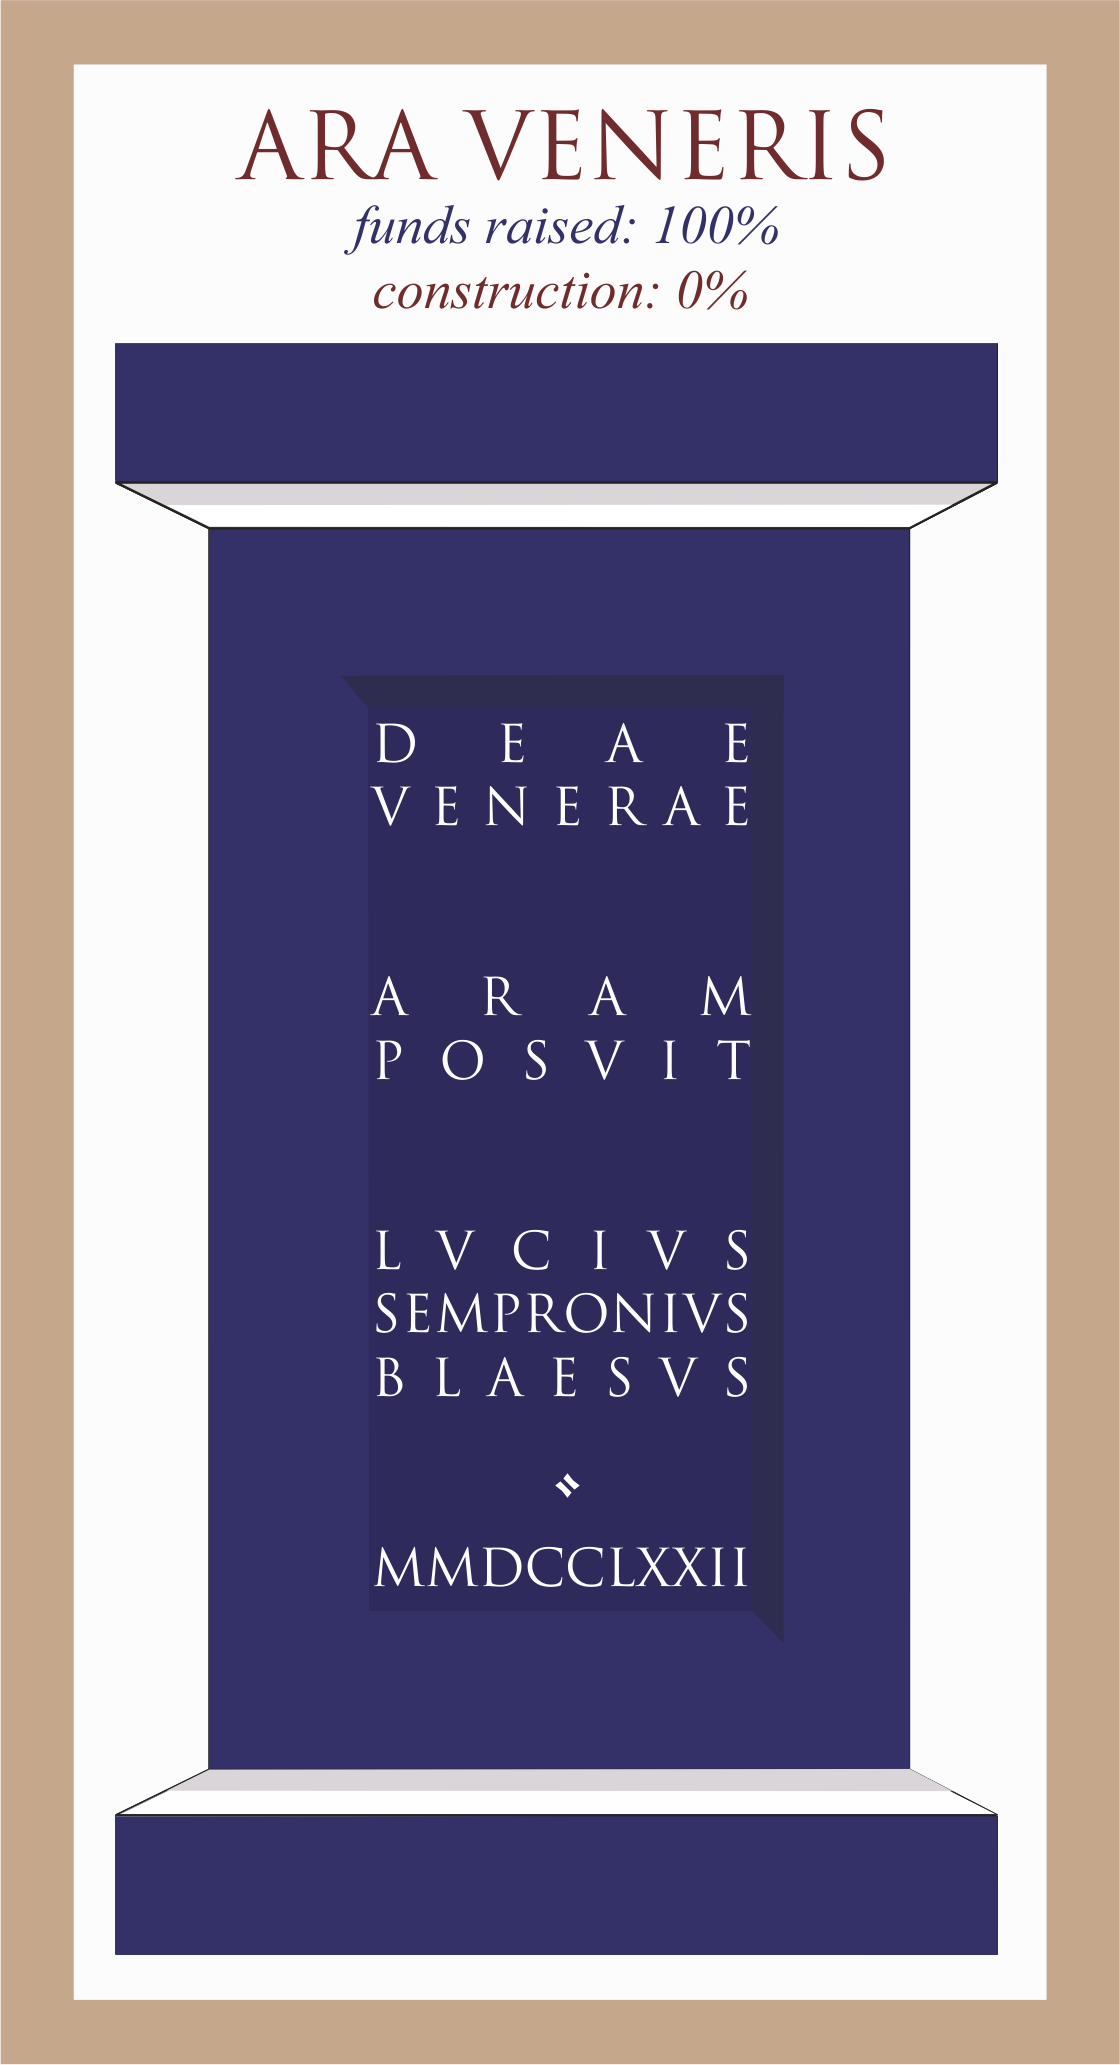 ARA VENERIS
funds raised: 100%
construction: 0%
DEAE
VENERAE
ARAM
POSVIT
LVCIVS
SEMPRONIVS
BLAESVS
MMDCCLXXII